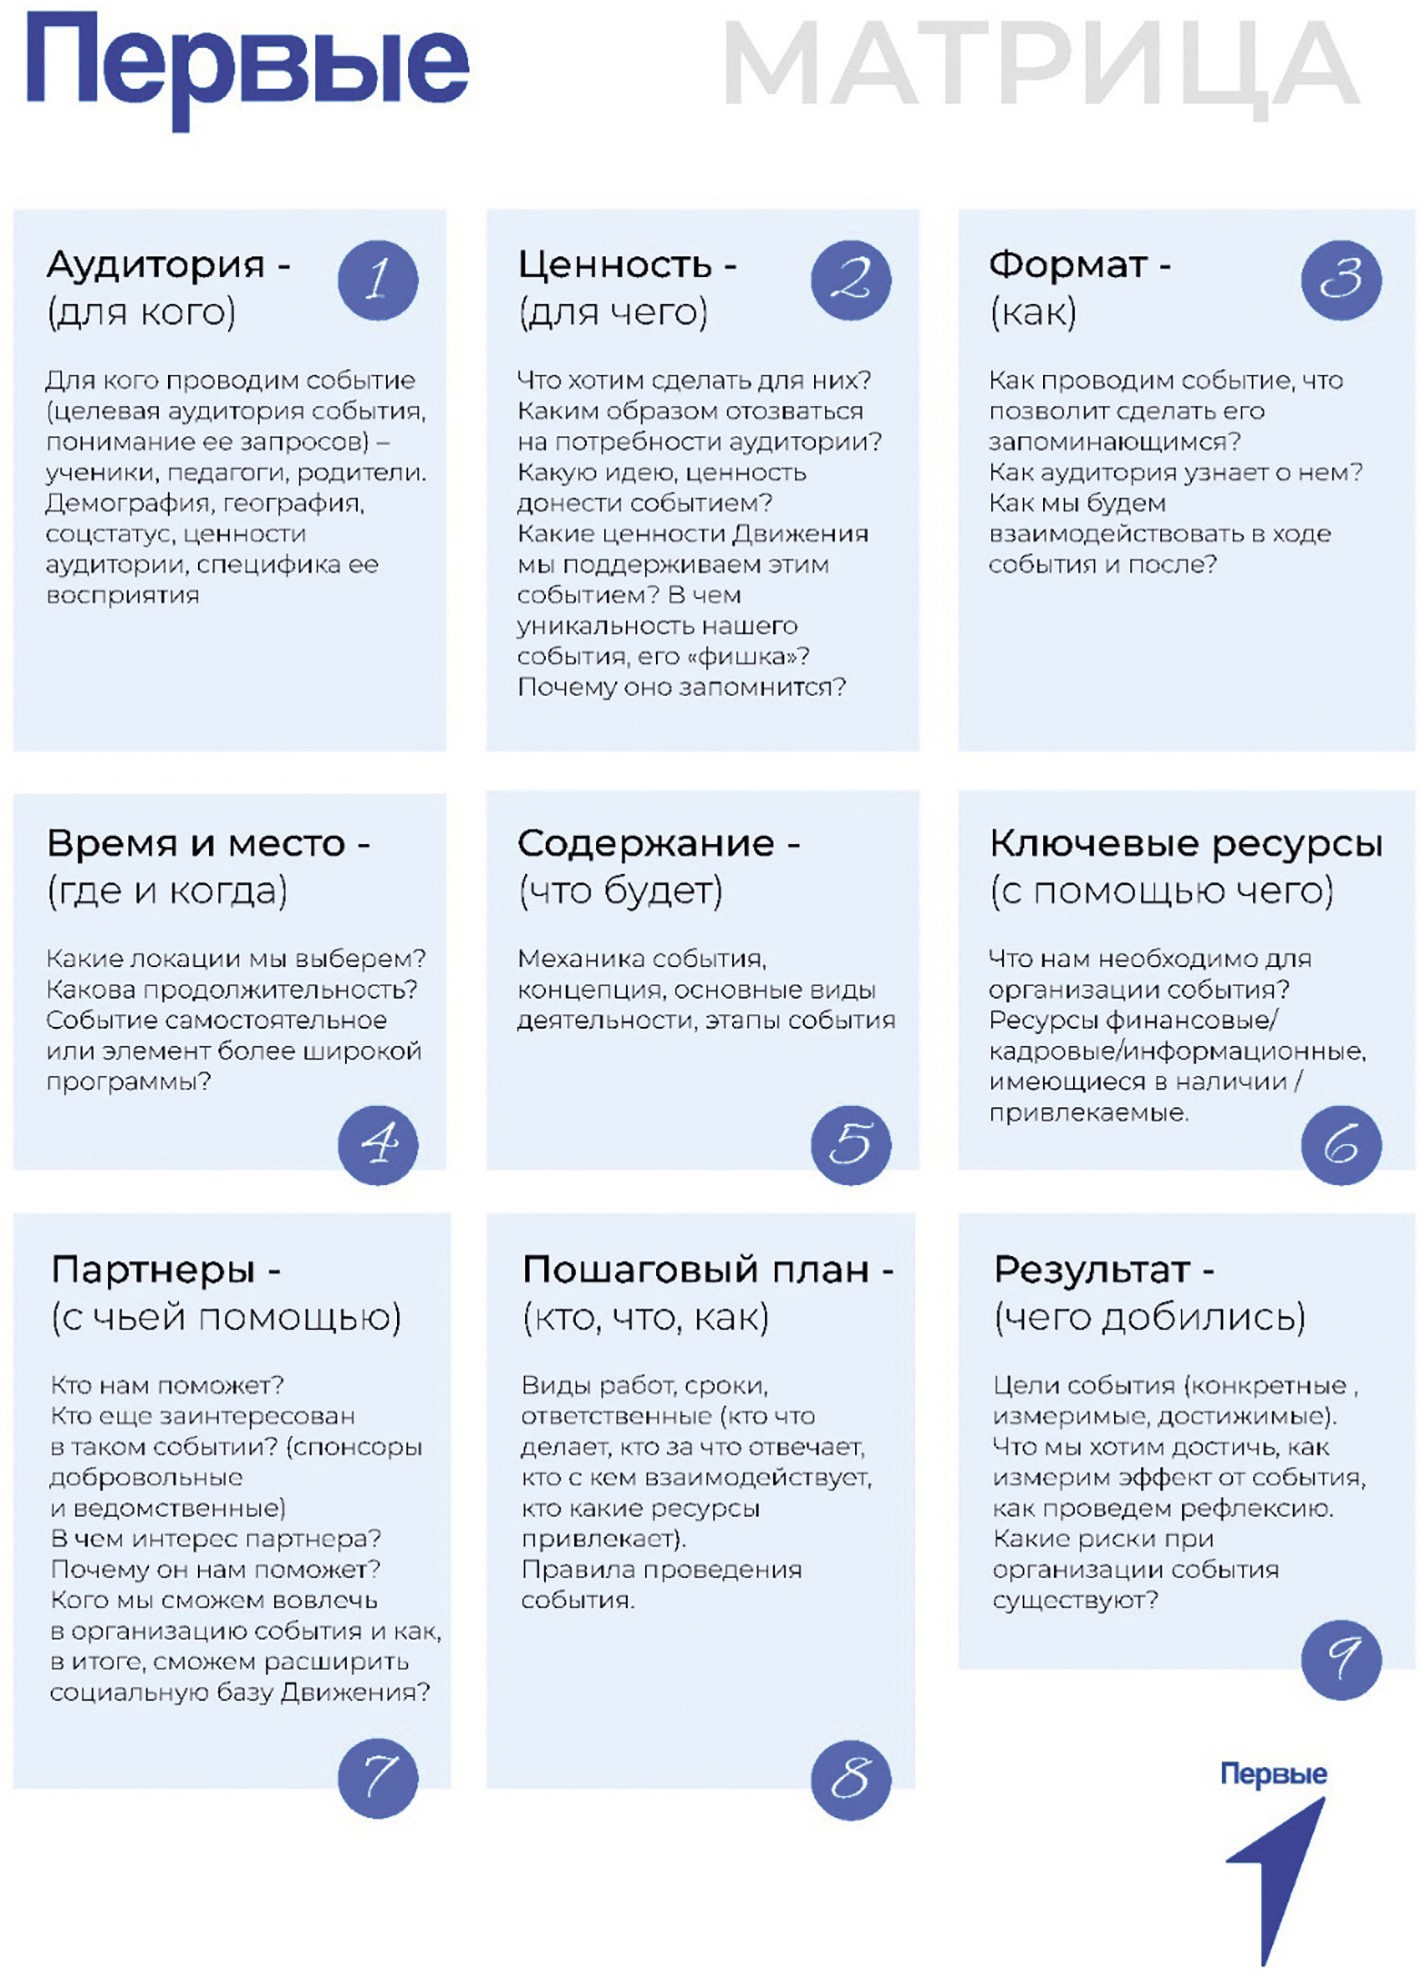 Первые
МАТРИЦА
Аудитория -
(для кого)
1
Для кого проводим событие
(целевая аудитория события,
понимание ее запросов) –
ученики, педагоги, родители.
Демография, география,
соцстатус, ценности
аудитории, специфика ее
восприятия
Ценность -
(для чего)
2
Что хотим сделать для них?
Каким образом отозваться
на потребности аудитории?
Какую идею, ценность
донести событием?
Какие ценности Движения
мы поддерживаем этим
событием? В чем
уникальность нашего
события, его «фишка»?
Почему оно запомнится?
Формат -
(как)
3
Как проводим событие, что
позволит сделать его
запоминающимся?
Как аудитория узнает о нем?
Как мы будем
взаимодействовать в ходе
события и после?
Время и место -
(где и когда)
Какие локации мы выберем?
Какова продолжительность?
Событие самостоятельное
или элемент более широкой
программы?
4
Содержание -
(что будет)
Механика события,
концепция, основные виды
деятельности, этапы события
5
Ключевые ресурсы
(с помощью чего)
Что нам необходимо для
организации события?
Ресурсы финансовые/
кадровые/информационные,
имеющиеся в наличии /
привлекаемые.
6
Партнеры -
(с чьей помощью)
Кто нам поможет?
Кто еще заинтересован
в таком событии? (спонсоры
добровольные
и ведомственные)
В чем интерес партнера?
Почему он нам поможет?
Кого мы сможем вовлечь
в организацию события и как,
в итоге, сможем расширить
социальную базу Движения?
7
Пошаговый план -
(кто, что, как)
Виды работ, сроки,
ответственные (кто что
делает, кто за что отвечает,
кто с кем взаимодействует,
кто какие ресурсы
привлекает).
Правила проведения
события.
8
Результат -
(чего добились)
Цели события (конкретные ,
измеримые, достижимые).
Что мы хотим достичь, как
измерим эффект от события,
как проведем рефлексию.
Какие риски при
организации события
существуют?
9
Первые